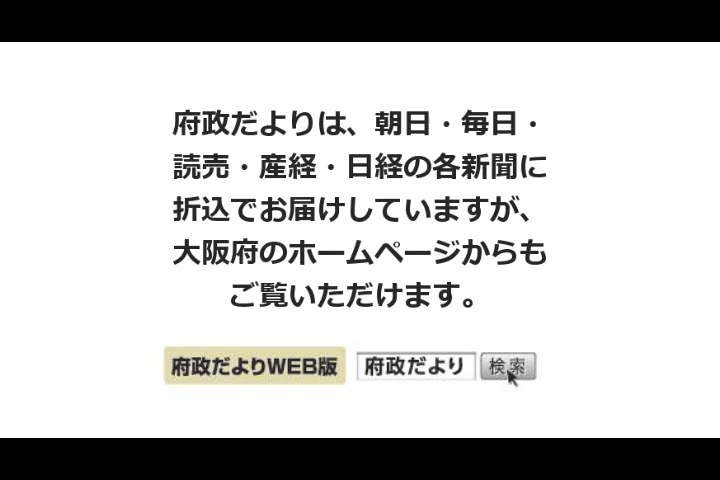 府政だよりは、朝日・毎日・
読売・産経・日経の各新聞に
折込でお届けしていますが、
大阪府のホームページからも
ご覧いただけます。
府政だよりWEB版 府政だより 検索